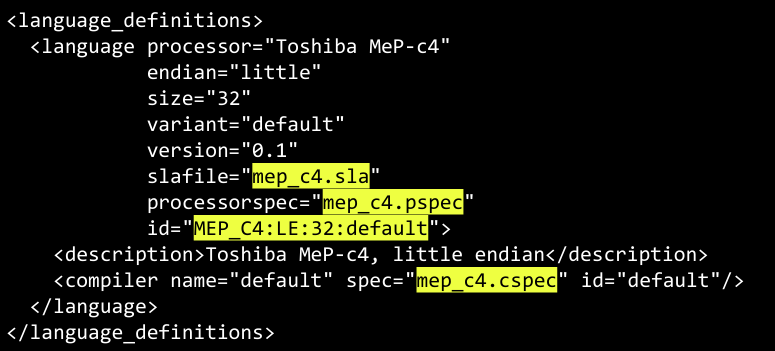 <language_definitions>
  <language processor="Toshiba MeP-c4"
            endian="little"
            size="32"
            variant="default"
            version="0.1"
            slafile="mep_c4.sla"
            processorspec="mep_c4.pspec"
            id="MEP_C4:LE:32:default">
    <description>Toshiba MeP-c4, little endian</description>
    <compiler name="default" spec="mep_c4.cspec" id="default"/>
  </language>
</language_definitions>